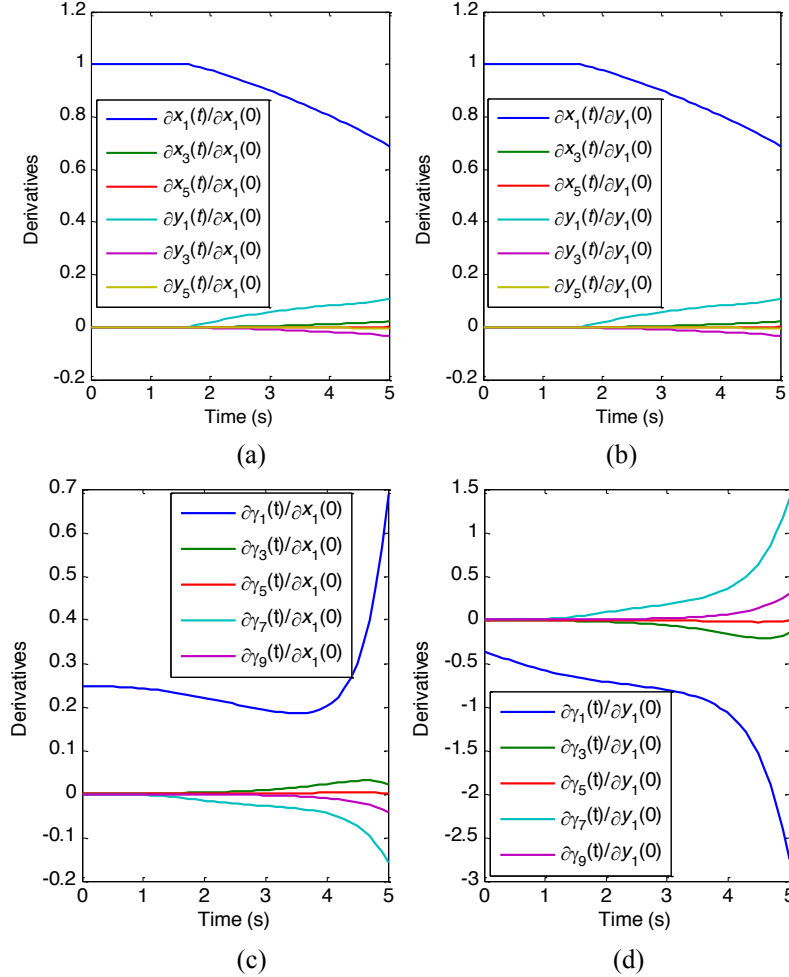 1.2
1
0.8
0.6
0.4
0.2
0
-0.2
Derivatives
∂x₁(t)/∂x₁(0)
∂x₃(t)/∂x₁(0)
∂x₅(t)/∂x₁(0)
∂y₁(t)/∂x₁(0)
∂y₃(t)/∂x₁(0)
∂y₅(t)/∂x₁(0)
0 1 2 3 4 5
Time (s)
(a)
1.2
1
0.8
0.6
0.4
0.2
0
-0.2
Derivatives
∂x₁(t)/∂y₁(0)
∂x₃(t)/∂y₁(0)
∂x₅(t)/∂y₁(0)
∂y₁(t)/∂y₁(0)
∂y₃(t)/∂y₁(0)
∂y₅(t)/∂y₁(0)
0 1 2 3 4 5
Time (s)
(b)
0.7
0.6
0.5
0.4
0.3
0.2
0.1
0
-0.1
-0.2
Derivatives
∂γ₁(t)/∂x₁(0)
∂γ₃(t)/∂x₁(0)
∂γ₅(t)/∂x₁(0)
∂γ₇(t)/∂x₁(0)
∂γ₉(t)/∂x₁(0)
0 1 2 3 4 5
Time (s)
(c)
1.5
1
0.5
0
-0.5
-1
-1.5
-2
-2.5
-3
Derivatives
∂γ₁(t)/∂y₁(0)
∂γ₃(t)/∂y₁(0)
∂γ₅(t)/∂y₁(0)
∂γ₇(t)/∂y₁(0)
∂γ₉(t)/∂y₁(0)
0 1 2 3 4 5
Time (s)
(d)